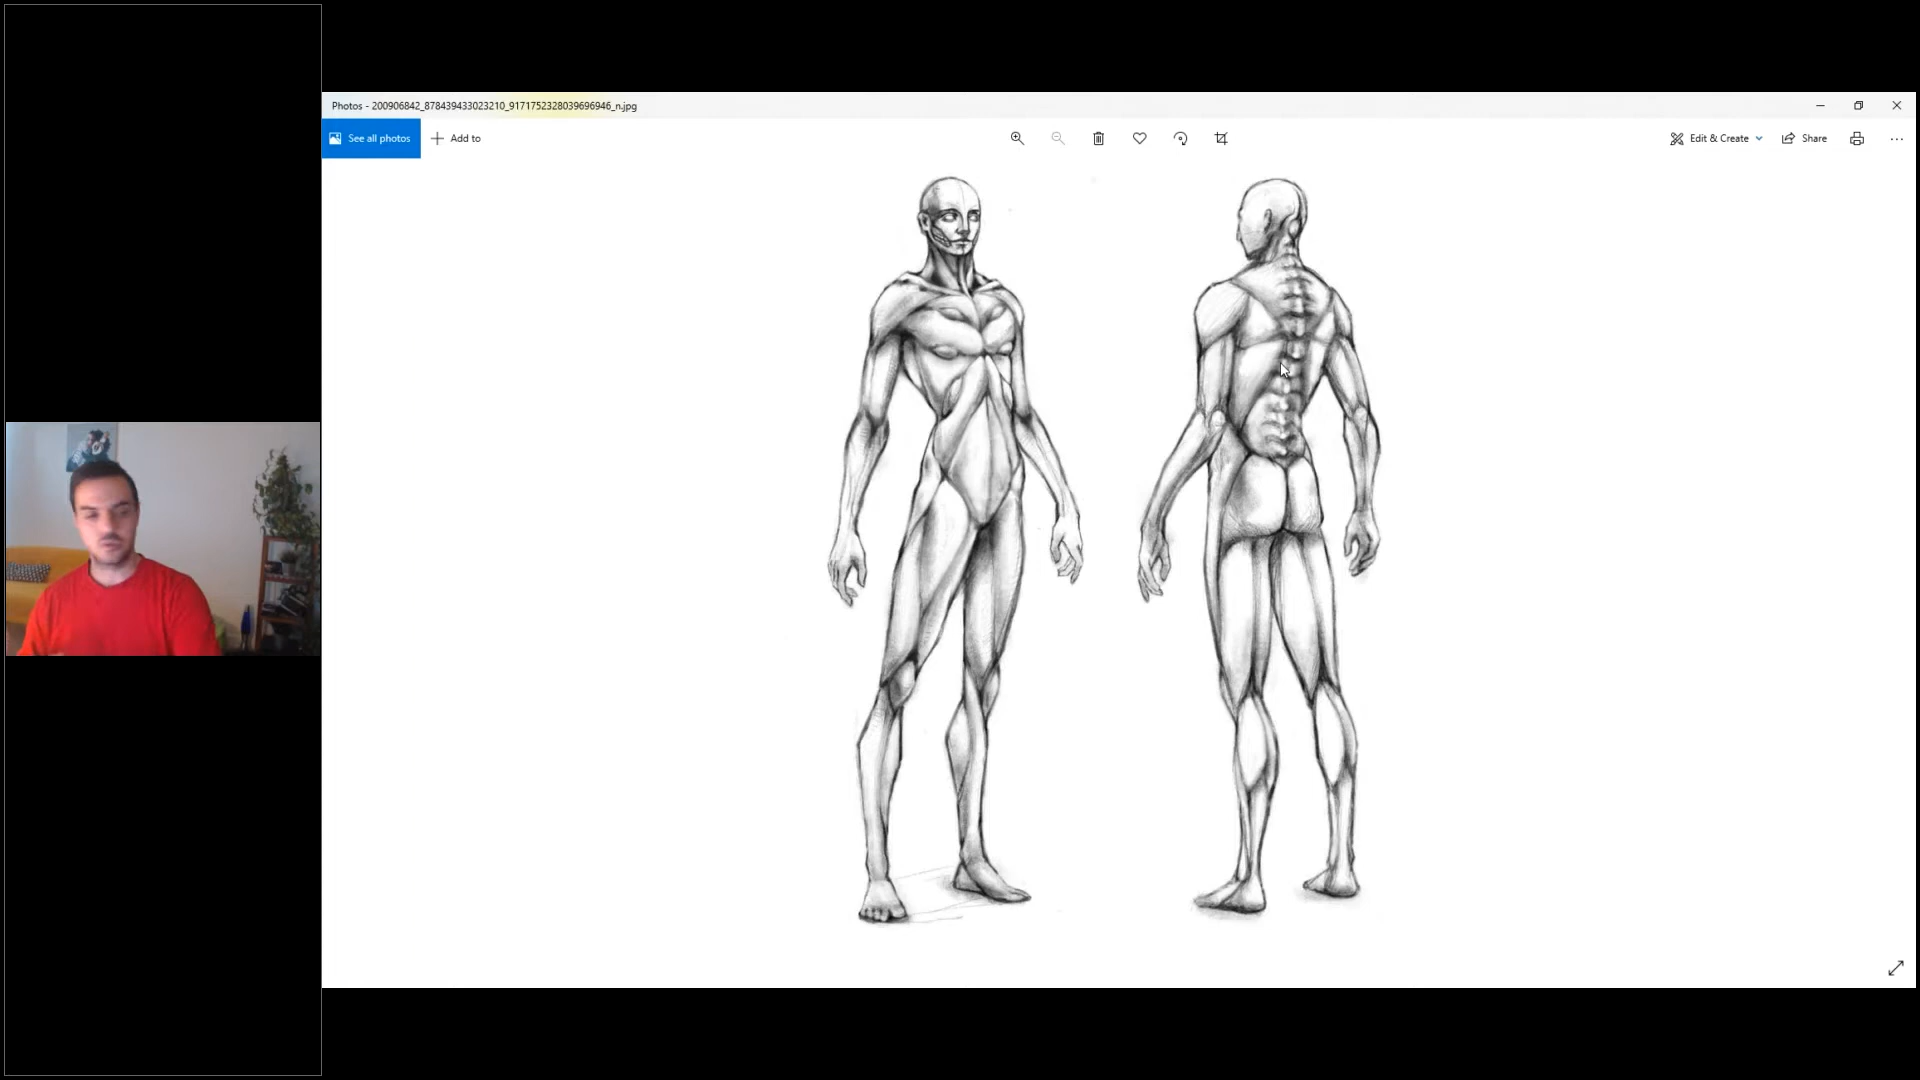 Photos - 200906842_878439433023210_9171752328039696946_n.jpg
See all photos
Add to
Edit & Create
Share